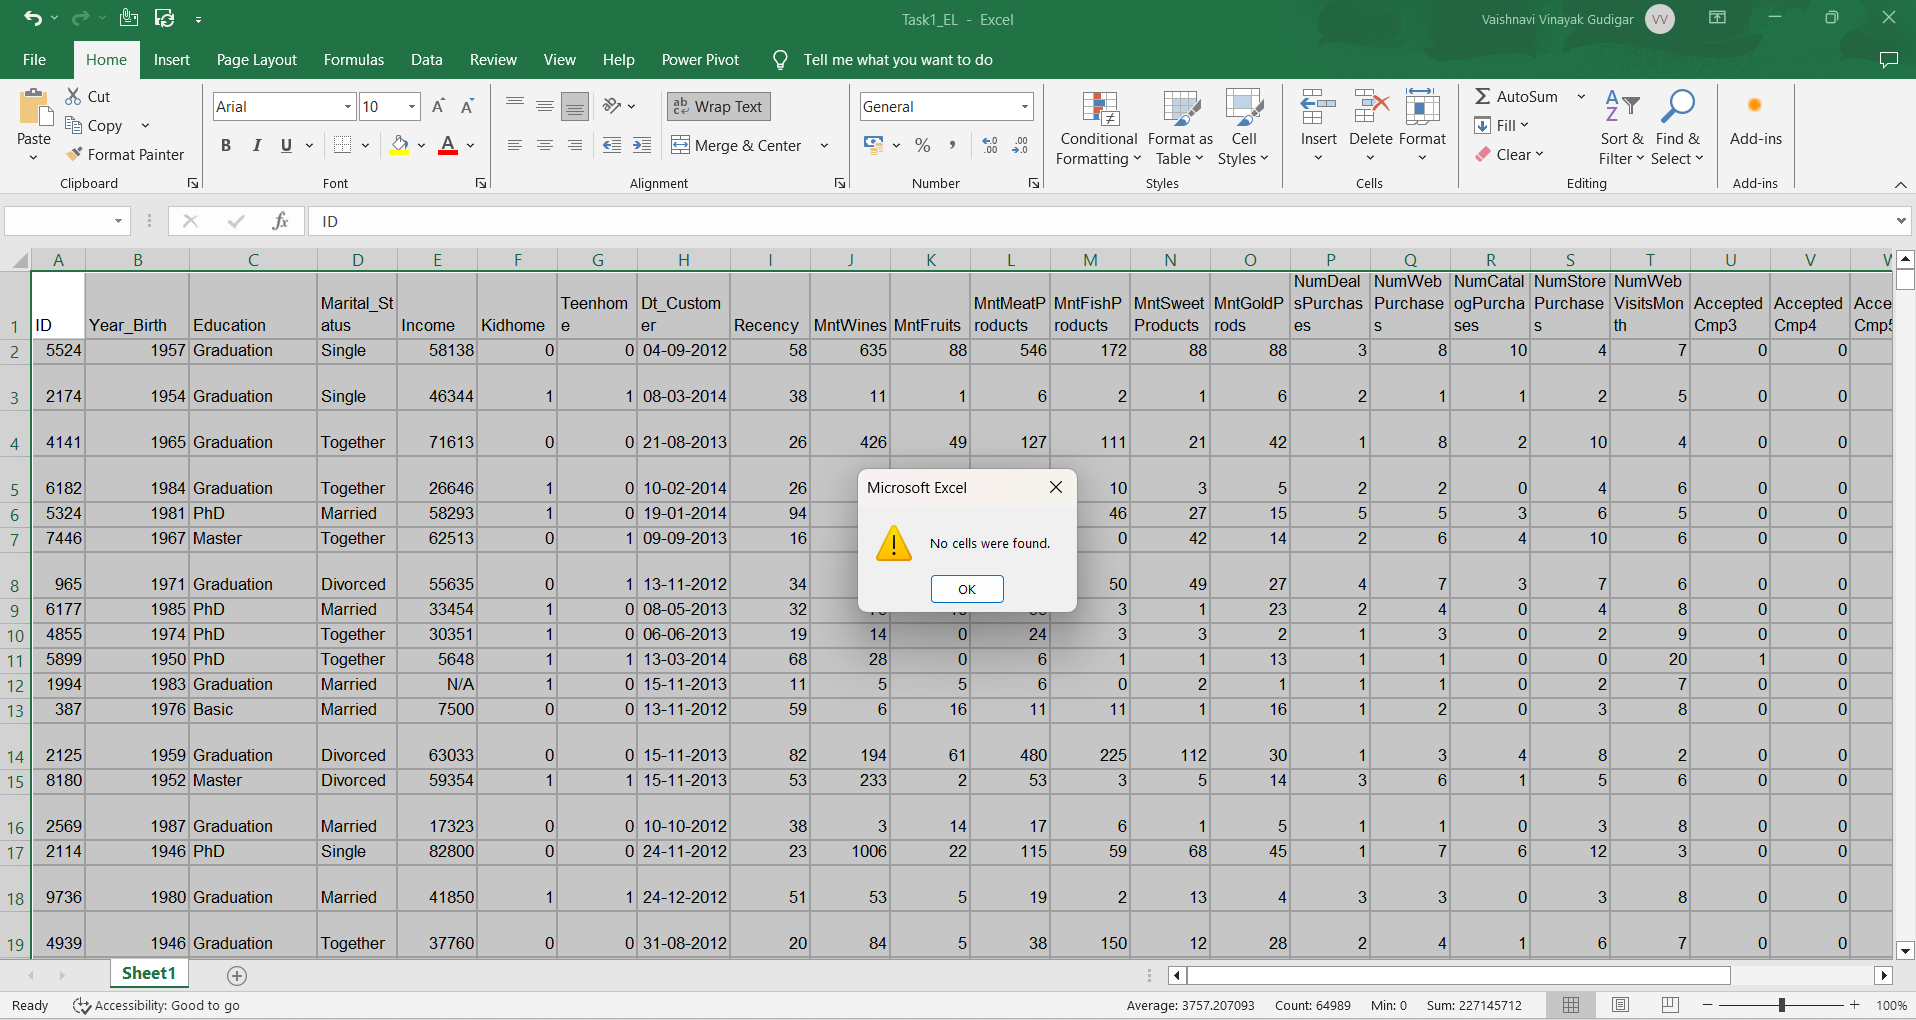 Task1_EL - Excel
Vaishnavi Vinayak Gudigar VV
File Home Insert Page Layout Formulas Data Review View Help Power Pivot Tell me what you want to do
Paste
Cut
Copy
Format Painter
Clipboard
Arial 10
B I U
Font
Wrap Text
Merge & Center
Alignment
General
%
Number
Conditional Formatting
Format as Table
Cell Styles
Styles
Insert Delete Format
Cells
AutoSum
Fill
Clear
Sort & Filter
Find & Select
Editing
Add-ins
Add-ins
fx ID
A B C D E F G H I J K L M N O P Q R S T U V W
1 ID Year_Birth Education Marital_Status Income Kidhome Teenhome Dt_Customer Recency MntWines MntFruits MntMeatProducts MntFishProducts MntSweetProducts MntGoldProds NumDealsPurchases NumWebPurchases NumCatalogPurchases NumStorePurchases NumWebVisitsMonth AcceptedCmp3 AcceptedCmp4
2 5524 1957 Graduation Single 58138 0 0 04-09-2012 58 635 88 546 172 88 88 3 8 10 4 7 0 0
3 2174 1954 Graduation Single 46344 1 1 08-03-2014 38 11 1 6 2 1 6 2 1 1 2 5 0 0
4 4141 1965 Graduation Together 71613 0 0 21-08-2013 26 426 49 127 111 21 42 1 8 2 10 4 0 0
5 6182 1984 Graduation Together 26646 1 0 10-02-2014 26 10 3 5 2 2 0 4 6 0 0
6 5324 1981 PhD Married 58293 1 0 19-01-2014 94 46 27 15 5 5 3 6 5 0 0
7 7446 1967 Master Together 62513 0 1 09-09-2013 16 0 42 14 2 6 4 10 6 0 0
8 965 1971 Graduation Divorced 55635 0 1 13-11-2012 34 50 49 27 4 7 3 7 6 0 0
9 6177 1985 PhD Married 33454 1 0 08-05-2013 32 3 1 23 2 4 0 4 8 0 0
10 4855 1974 PhD Together 30351 1 0 06-06-2013 19 14 0 24 3 3 2 1 3 0 2 9 0 0
11 5899 1950 PhD Together 5648 1 1 13-03-2014 68 28 0 6 1 1 13 1 1 0 0 20 1 0
12 1994 1983 Graduation Married N/A 1 0 15-11-2013 11 5 5 6 0 2 1 1 1 0 2 7 0 0
13 387 1976 Basic Married 7500 0 0 13-11-2012 59 6 16 11 11 1 16 1 2 0 3 8 0 0
14 2125 1959 Graduation Divorced 63033 0 0 15-11-2013 82 194 61 480 225 112 30 1 3 4 8 2 0 0
15 8180 1952 Master Divorced 59354 1 1 15-11-2013 53 233 2 53 3 5 14 3 6 1 5 6 0 0
16 2569 1987 Graduation Married 17323 0 0 10-10-2012 38 3 14 17 6 1 5 1 1 0 3 8 0 0
17 2114 1946 PhD Single 82800 0 0 24-11-2012 23 1006 22 115 59 68 45 1 7 6 12 3 0 0
18 9736 1980 Graduation Married 41850 1 1 24-12-2012 51 53 5 19 2 13 4 3 3 0 3 8 0 0
19 4939 1946 Graduation Together 37760 0 0 31-08-2012 20 84 5 38 150 12 28 2 4 1 6 7 0 0
Microsoft Excel
No cells were found.
OK
Sheet1
Ready Accessibility: Good to go Average: 3757.207093 Count: 64989 Min: 0 Sum: 227145712 100%